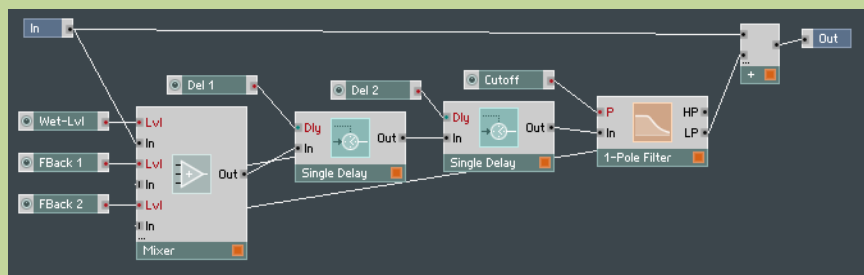 In
Out
+
Del 1
Del 2
Cutoff
Wet-Lvl
FBack 1
FBack 2
Lvl
In
Lvl
In
Lvl
In
...
Out
Mixer
Dly
In
Out
Single Delay
Dly
In
Out
Single Delay
P
In
HP
LP
1-Pole Filter
...